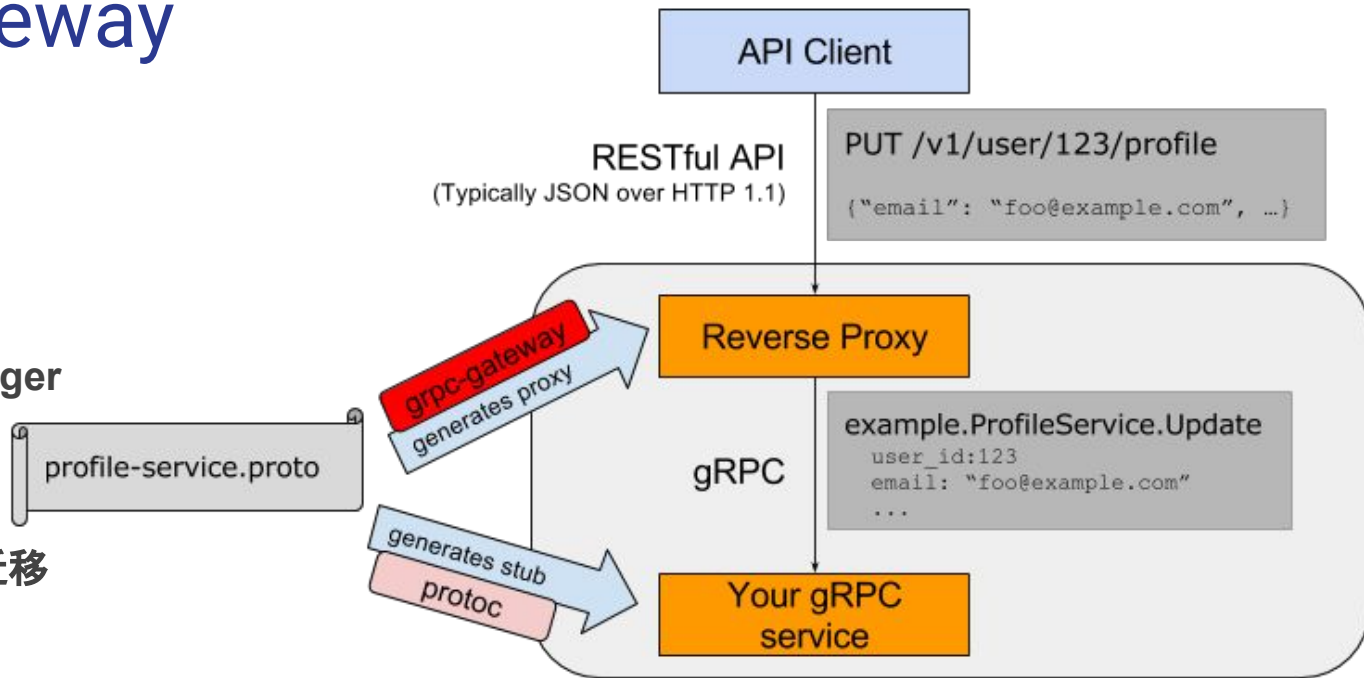 eway
API Client
RESTful API
(Typically JSON over HTTP 1.1)
PUT /v1/user/123/profile
{“email”: “foo@example.com”, …}
grpc-gateway
generates proxy
Reverse Proxy
ger
profile-service.proto
gRPC
example.ProfileService.Update
user_id:123
email: “foo@example.com”
...
移
generates stub
protoc
Your gRPC
service